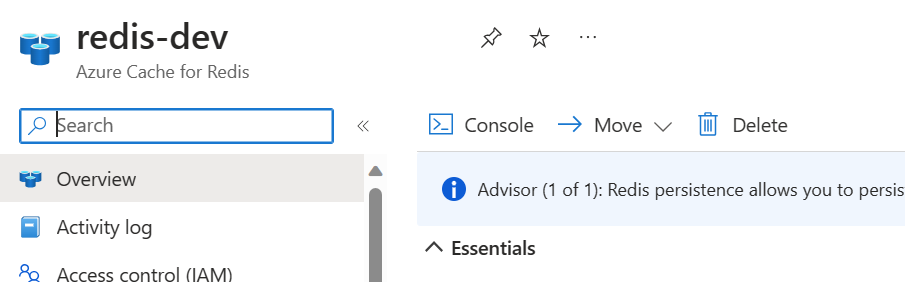 redis-dev
Azure Cache for Redis
Search
Console
Move
Delete
Overview
Advisor (1 of 1): Redis persistence allows you to persis
Activity log
Essentials
Access control (IAM)